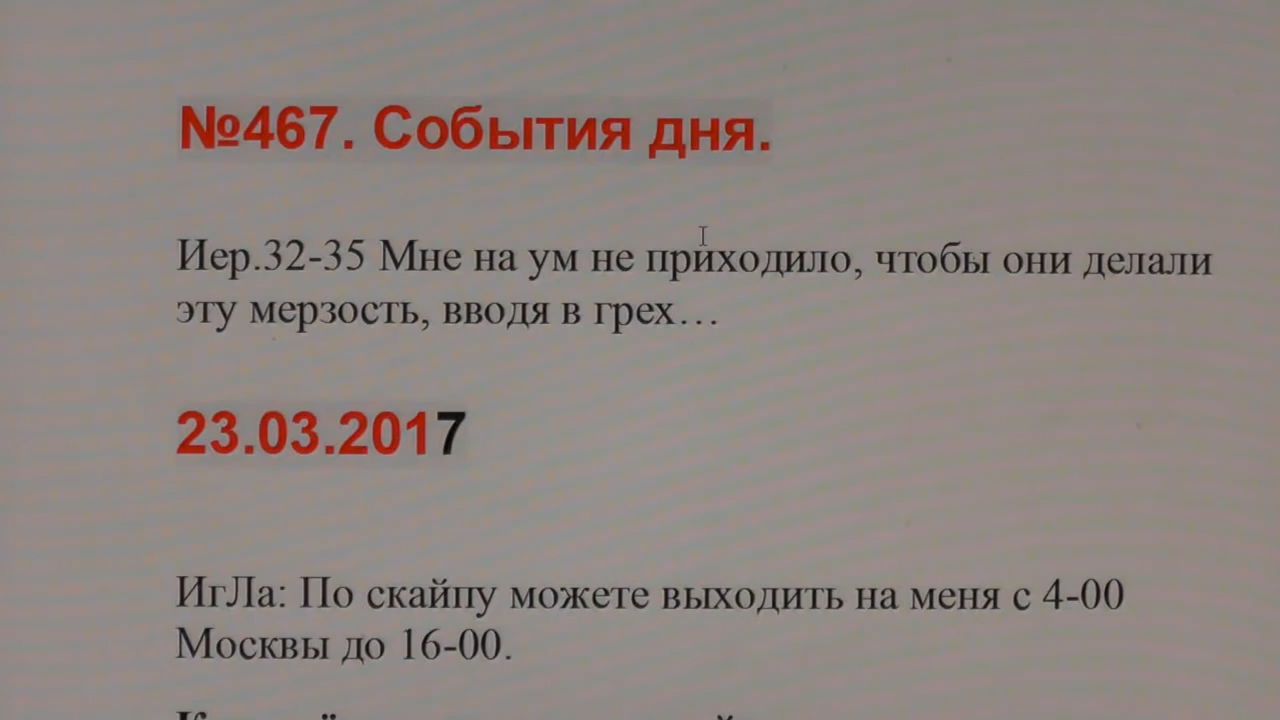 №467. События дня.
Иер.32-35 Мне на ум не приходило, чтобы они делали
эту мерзость, вводя в грех…
23.03.2017
ИгЛа: По скайпу можете выходить на меня с 4-00
Москвы до 16-00.